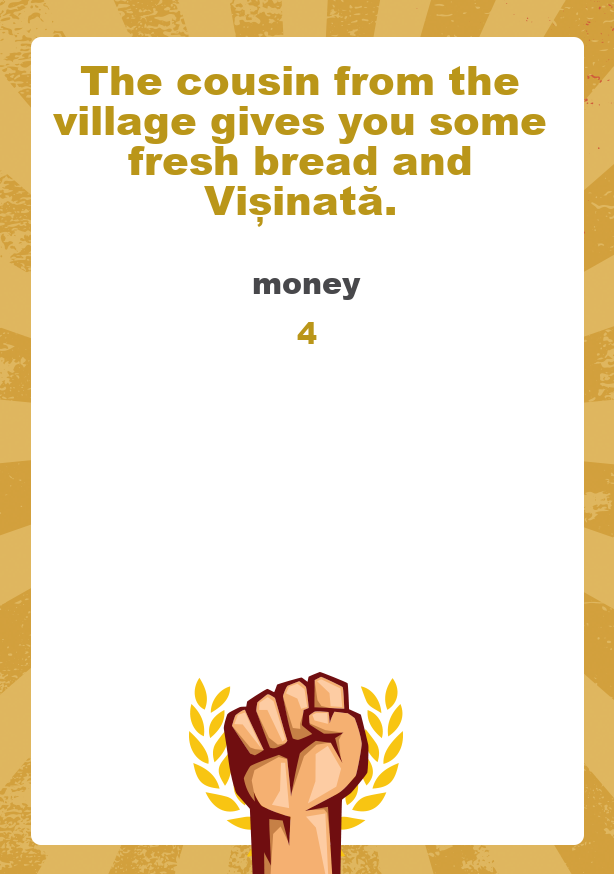 The cousin from the
village gives you some
fresh bread and
Vișinată.
money
4